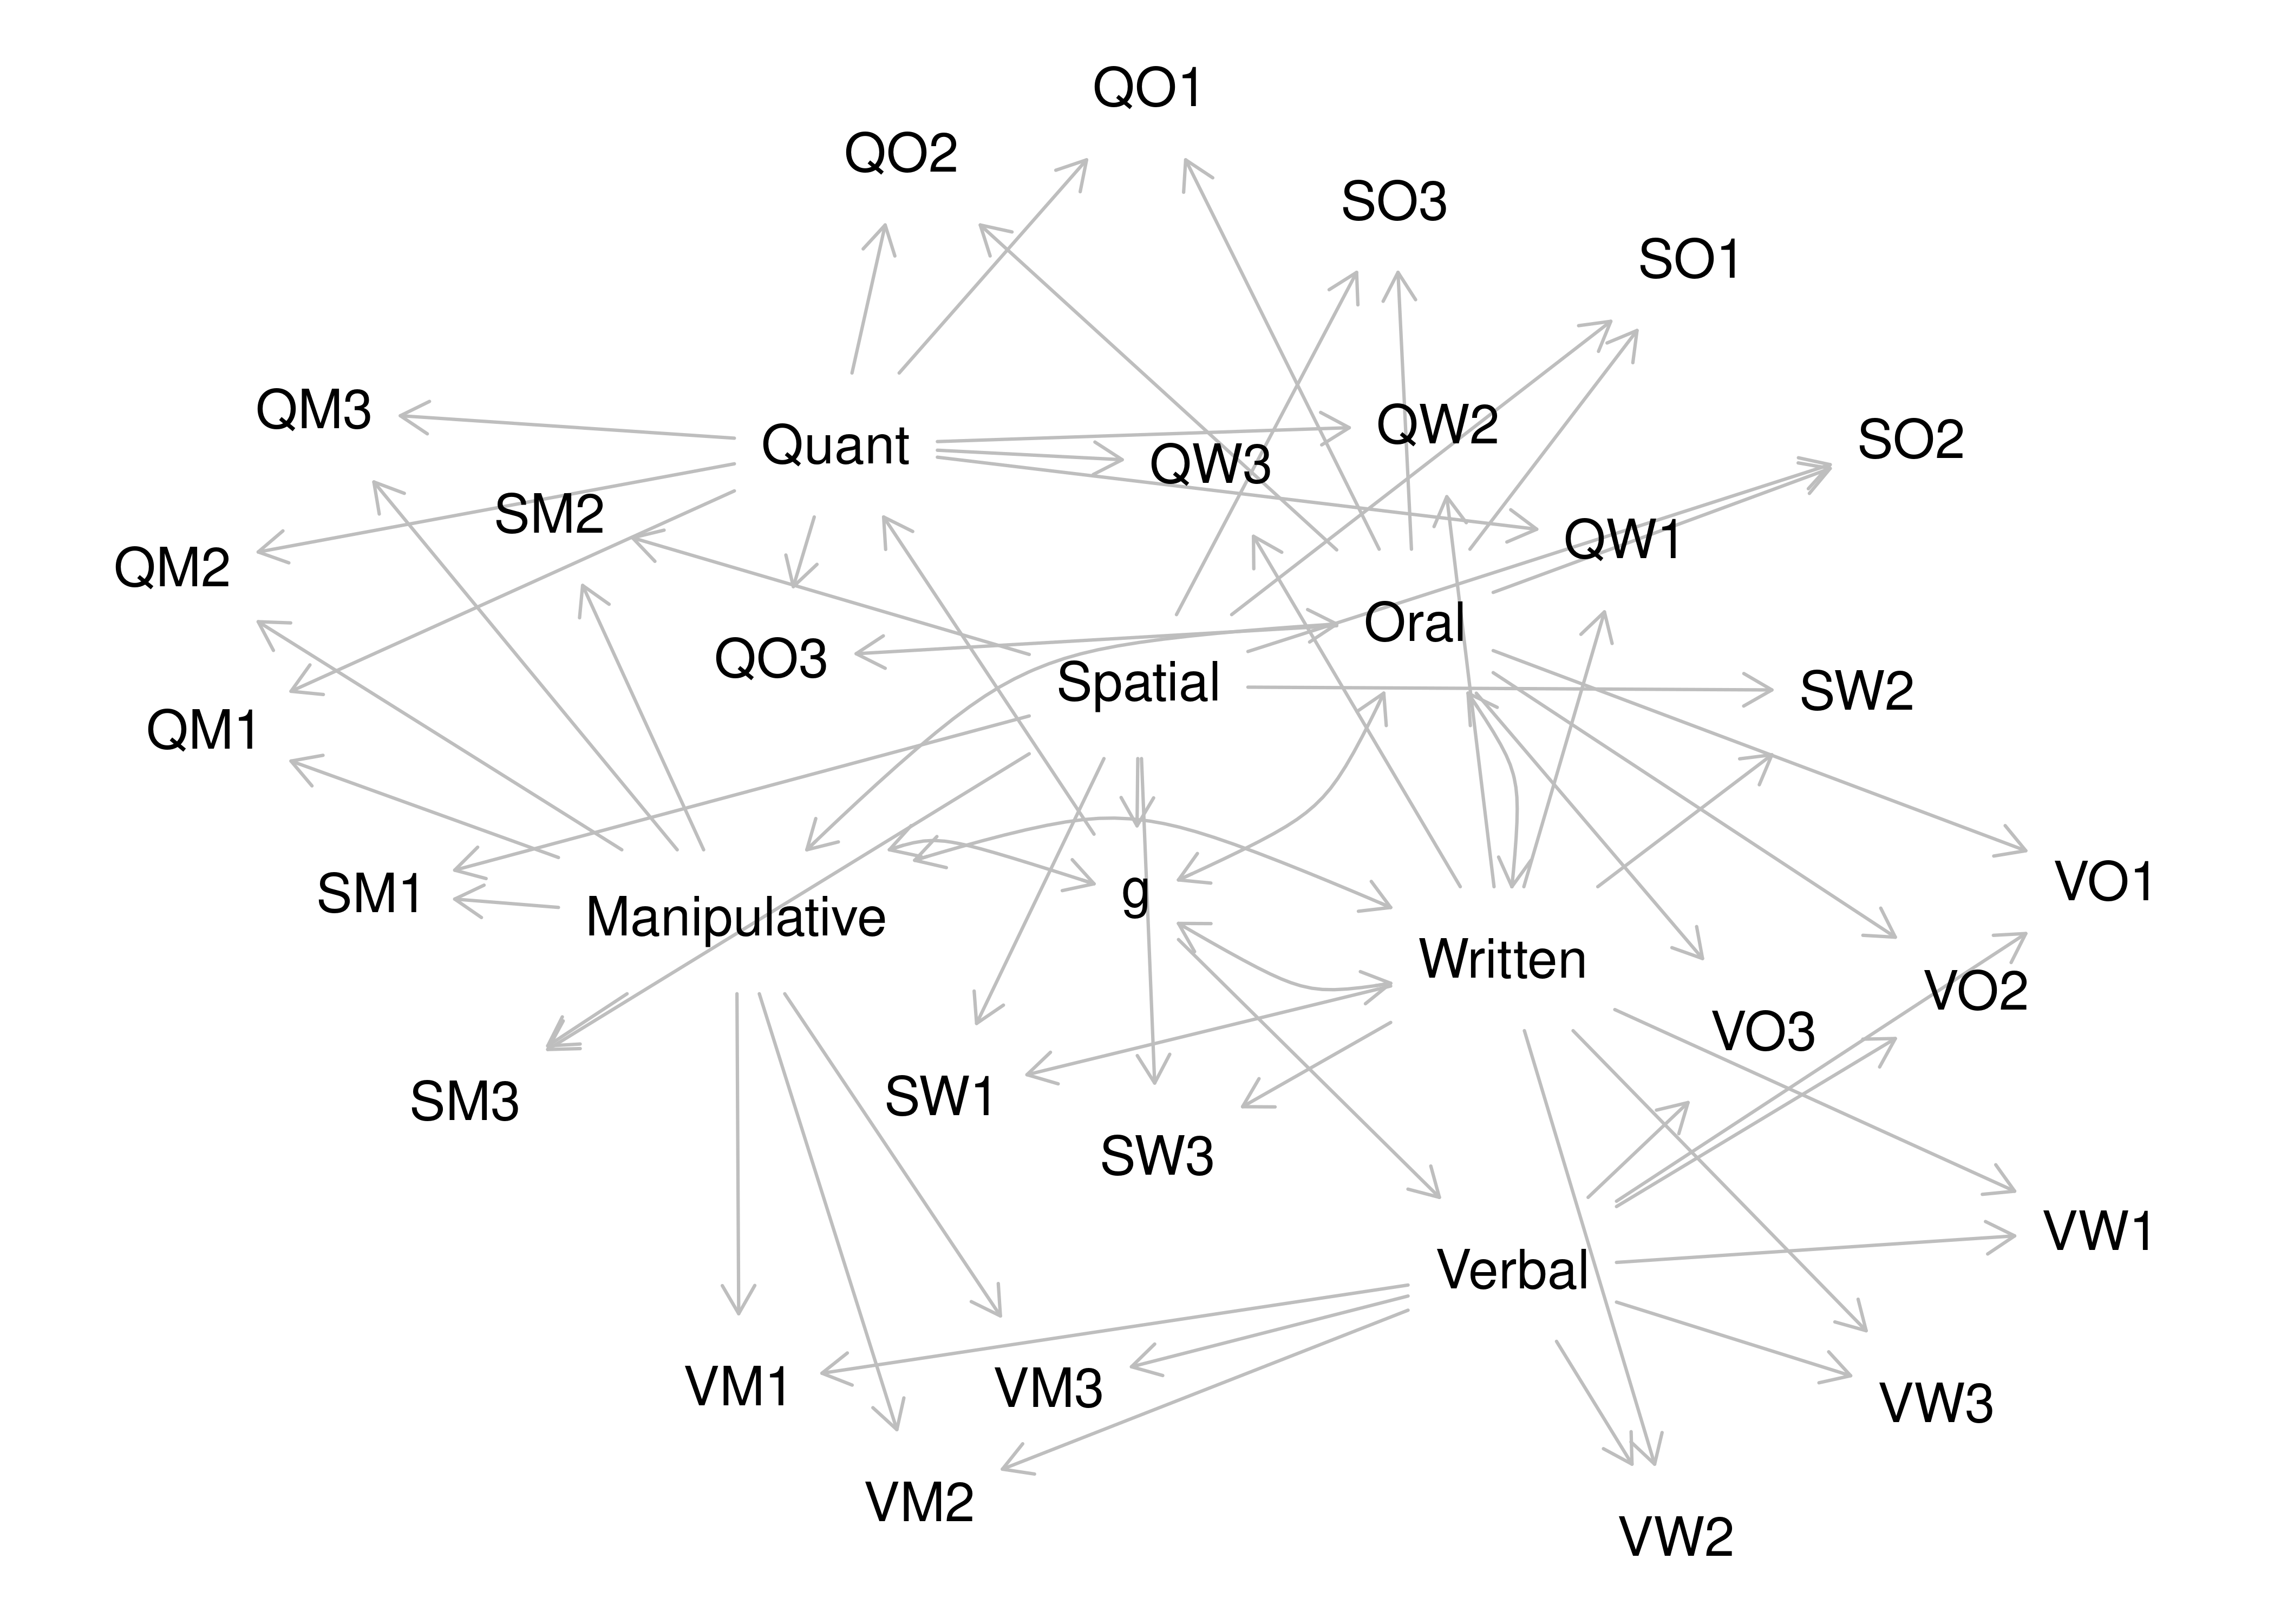 QO1
QO2
SO3
SO1
QM3
QW2
SO2
Quant
QW3
SM2
QW1
QM2
Oral
QO3
Spatial
SW2
QM1
VO1
SM1
g
Manipulative
Written
VO2
VO3
SW1
SM3
SW3
VW1
Verbal
VM1
VM3
VW3
VM2
VW2